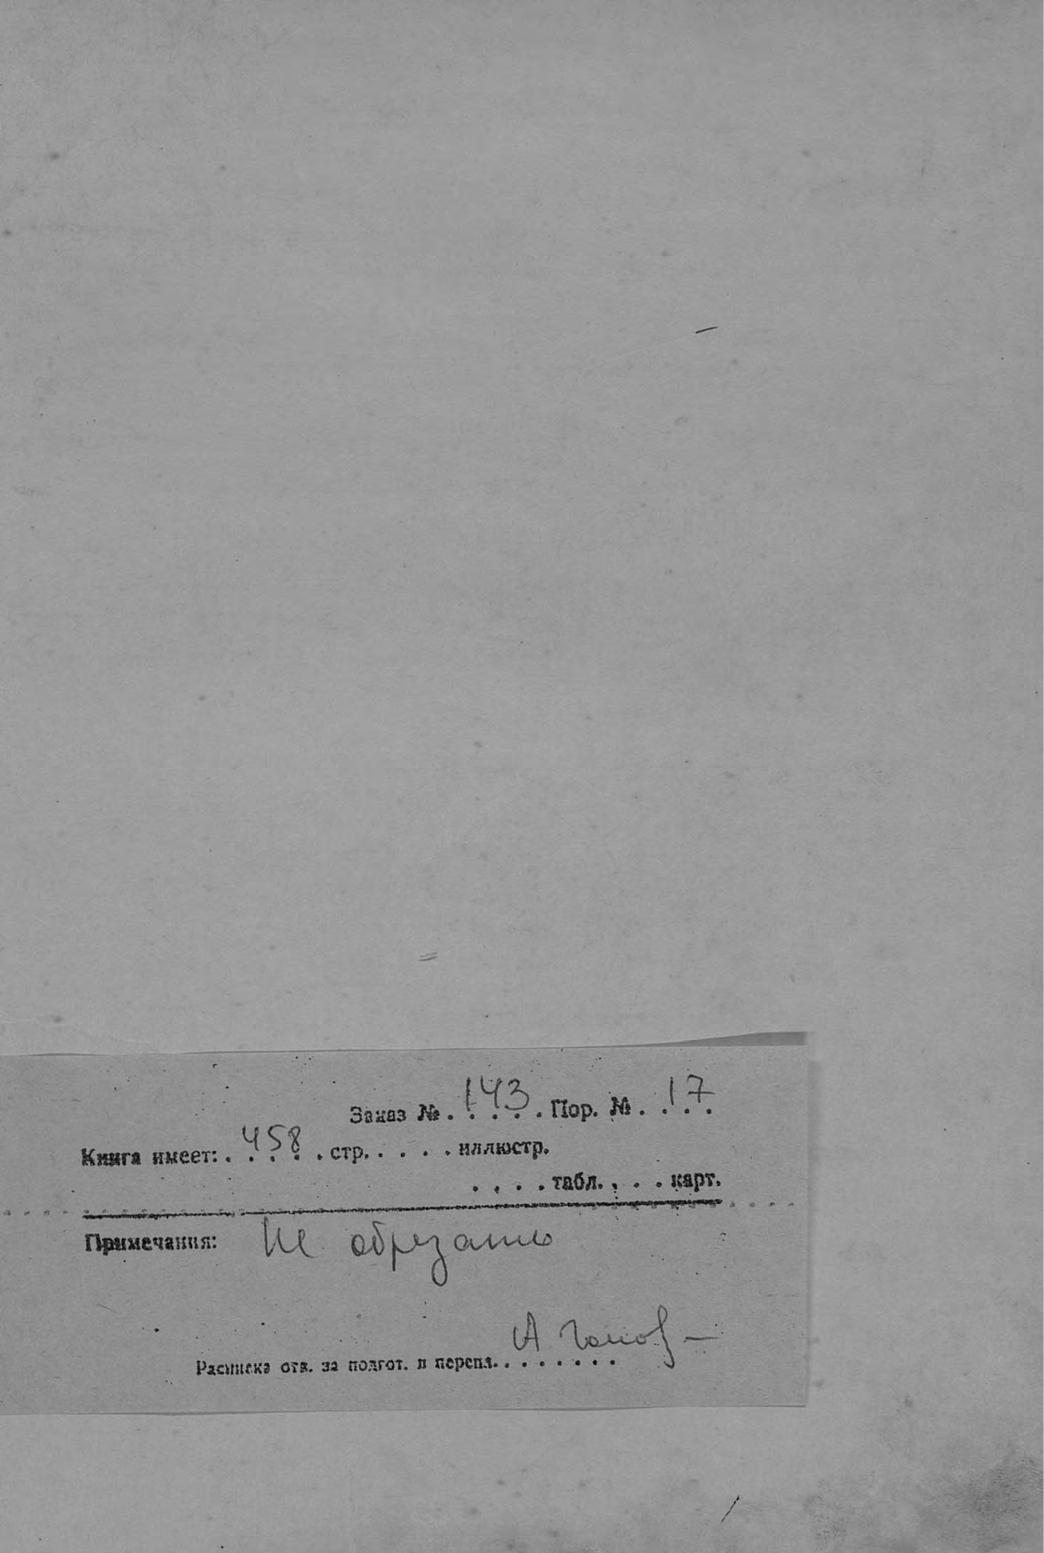 Заказ № . 143 . Пор. № . 17 . .
Книга имеет: . 458 . стр. . . . . иллюстр.
. . . . табл. . . . карт.
Примечания: Не обрезать
Расписка отв. за подгот. в перепл. . . . . . . .